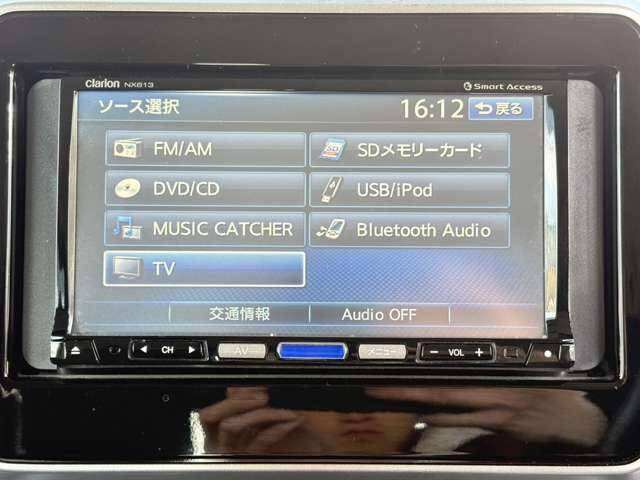 clarion NX613
Smart Access
ソース選択
16:12
戻る
FM/AM
SDメモリーカード
DVD/CD
USB/iPod
MUSIC CATCHER
Bluetooth Audio
TV
交通情報
Audio OFF
CH
AV
メニュー
− VOL +